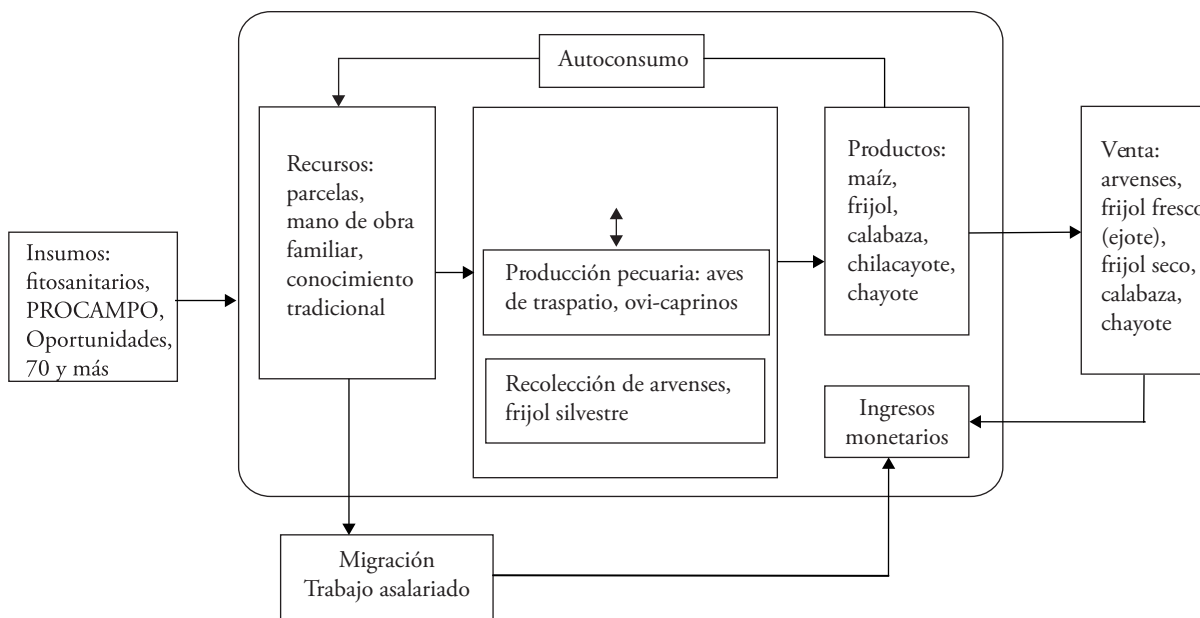 Autoconsumo
Insumos:
fitosanitarios,
PROCAMPO,
Oportunidades,
70 y más
Recursos:
parcelas,
mano de obra
familiar,
conocimiento
tradicional
Producción pecuaria: aves
de traspatio, ovi-caprinos
Recolección de arvenses,
frijol silvestre
Productos:
maíz,
frijol,
calabaza,
chilacayote,
chayote
Venta:
arvenses,
frijol fresco
(ejote),
frijol seco,
calabaza,
chayote
Ingresos
monetarios
Migración
Trabajo asalariado